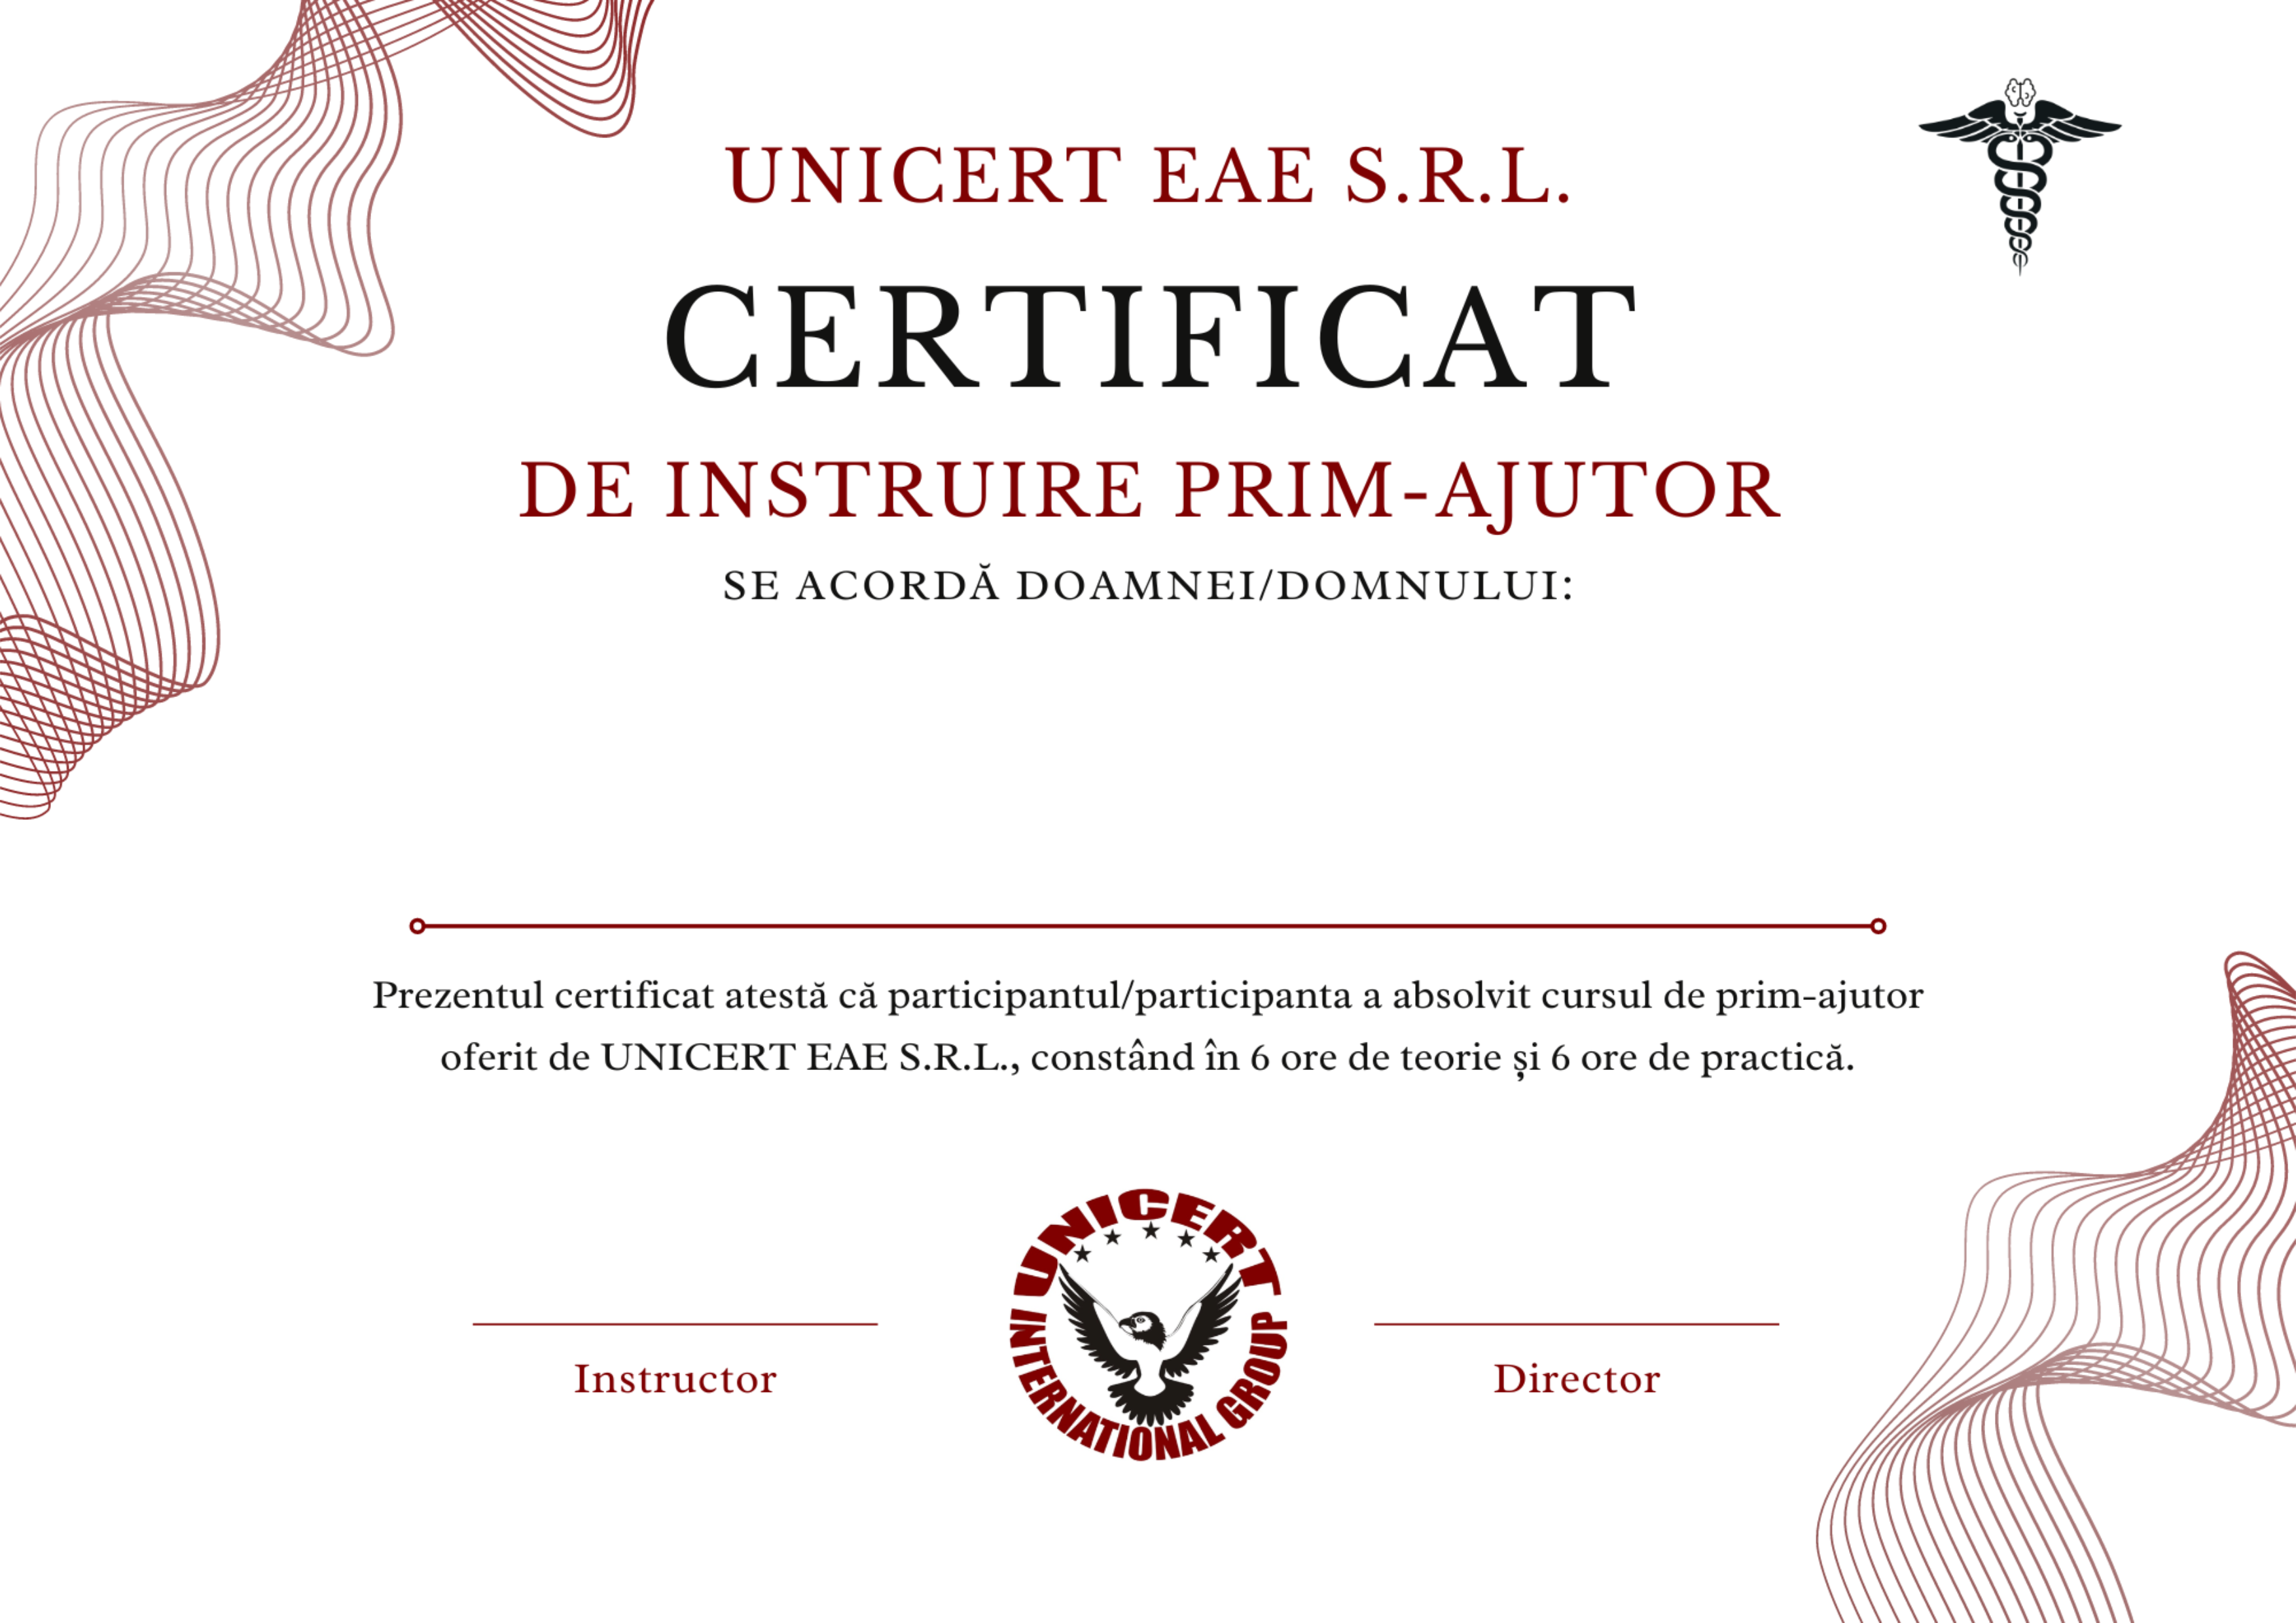 UNICERT EAE S.R.L.
CERTIFICAT
DE INSTRUIRE PRIM-AJUTOR
SE ACORDĂ DOAMNEI/DOMNULUI:
Prezentul certificat atestă că participantul/participanta a absolvit cursul de prim-ajutor
oferit de UNICERT EAE S.R.L., constând în 6 ore de teorie și 6 ore de practică.
UNICERT
INTERNATIONAL GROUP
Instructor
Director